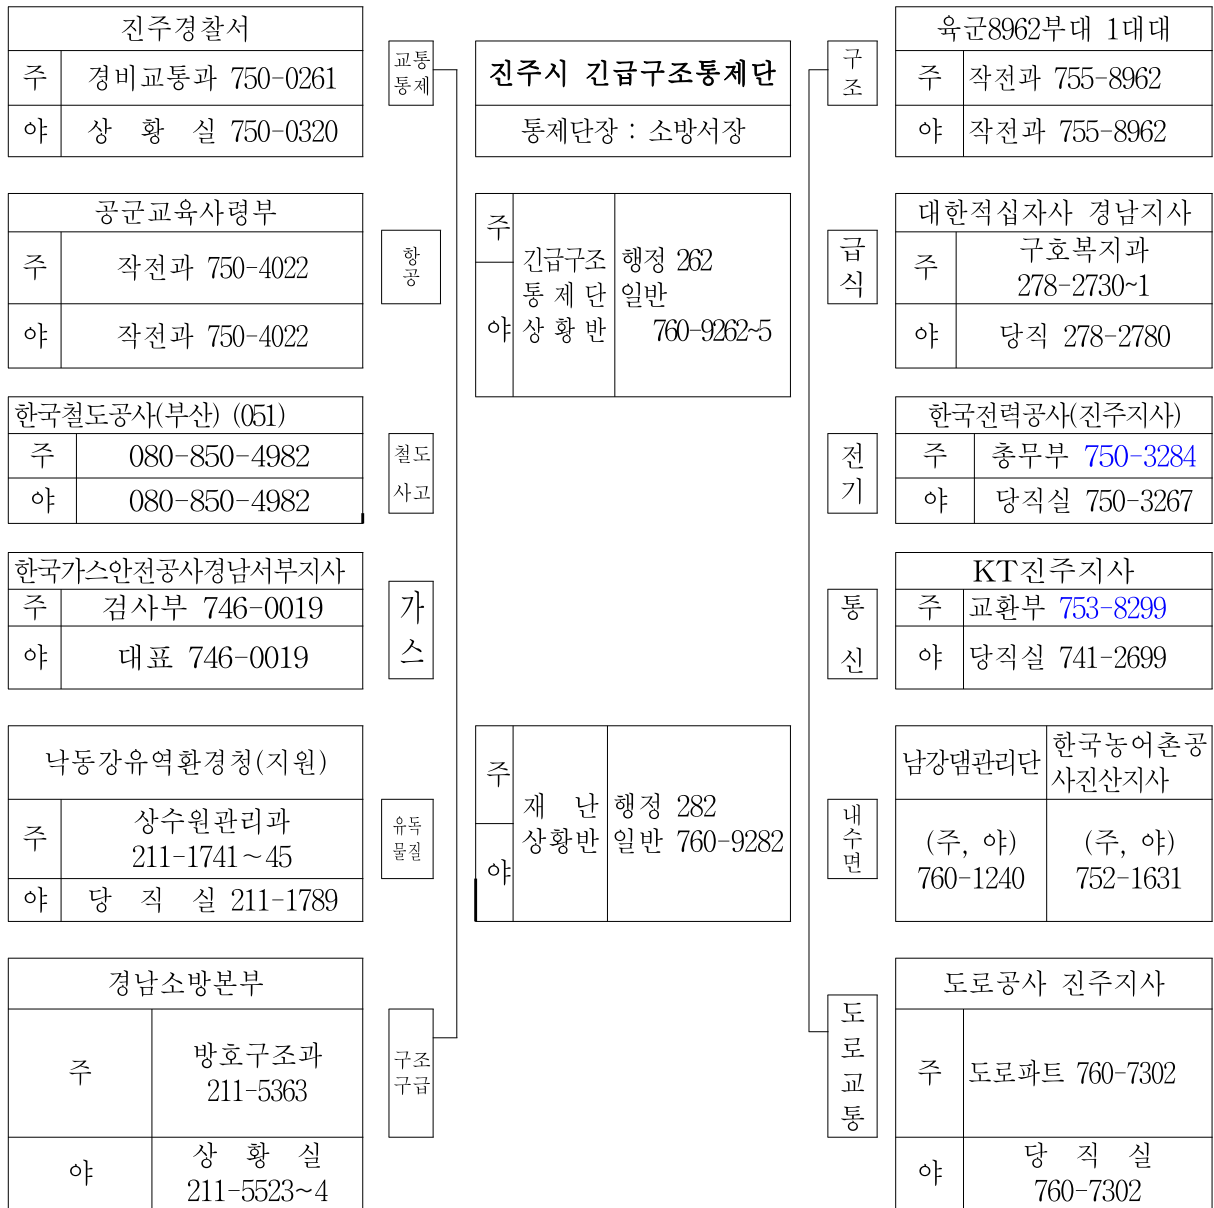 진주경찰서
주 경비교통과 750-0261
야 상 황 실 750-0320
교통
통제
공군교육사령부
주 작전과 750-4022
야 작전과 750-4022
항
공
한국철도공사(부산) (051)
주 080-850-4982
야 080-850-4982
철도
사고
한국가스안전공사경남서부지사
주 검사부 746-0019
야 대표 746-0019
가
스
낙동강유역환경청(지원)
주 상수원관리과
211-1741~45
야 당 직 실 211-1789
유독
물질
경남소방본부
주 방호구조과
211-5363
야 상 황 실
211-5523~4
구조
구급
진주시 긴급구조통제단
통제단장 : 소방서장
주
야
긴급구조 행정 262
통 제 단 일반
상 황 반 760-9262~5
주
야
재 난 행정 282
상황반 일반 760-9282
구
조
육군8962부대 1대대
주 작전과 755-8962
야 작전과 755-8962
급
식
대한적십자사 경남지사
주 구호복지과
278-2730~1
야 당직 278-2780
전
기
한국전력공사(진주지사)
주 총무부 750-3284
야 당직실 750-3267
통
신
KT진주지사
주 교환부 753-8299
야 당직실 741-2699
내
수
면
남강댐관리단
한국농어촌공
사진산지사
(주, 야)
760-1240
(주, 야)
752-1631
도
로
교
통
도로공사 진주지사
주 도로파트 760-7302
야 당 직 실
760-7302